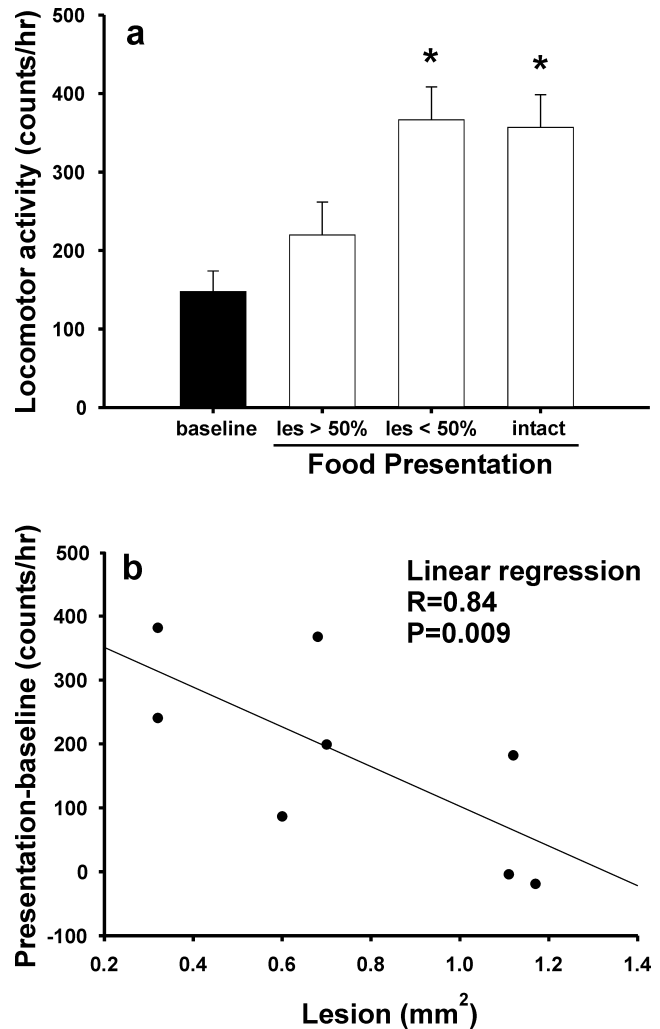 a
Locomotor activity (counts/hr)
500
400
300
200
100
0
* *
baseline les > 50% les < 50% intact
Food Presentation
b
Presentation-baseline (counts/hr)
500
400
300
200
100
0
-100
Linear regression
R=0.84
P=0.009
0.2 0.4 0.6 0.8 1.0 1.2 1.4
Lesion (mm²)